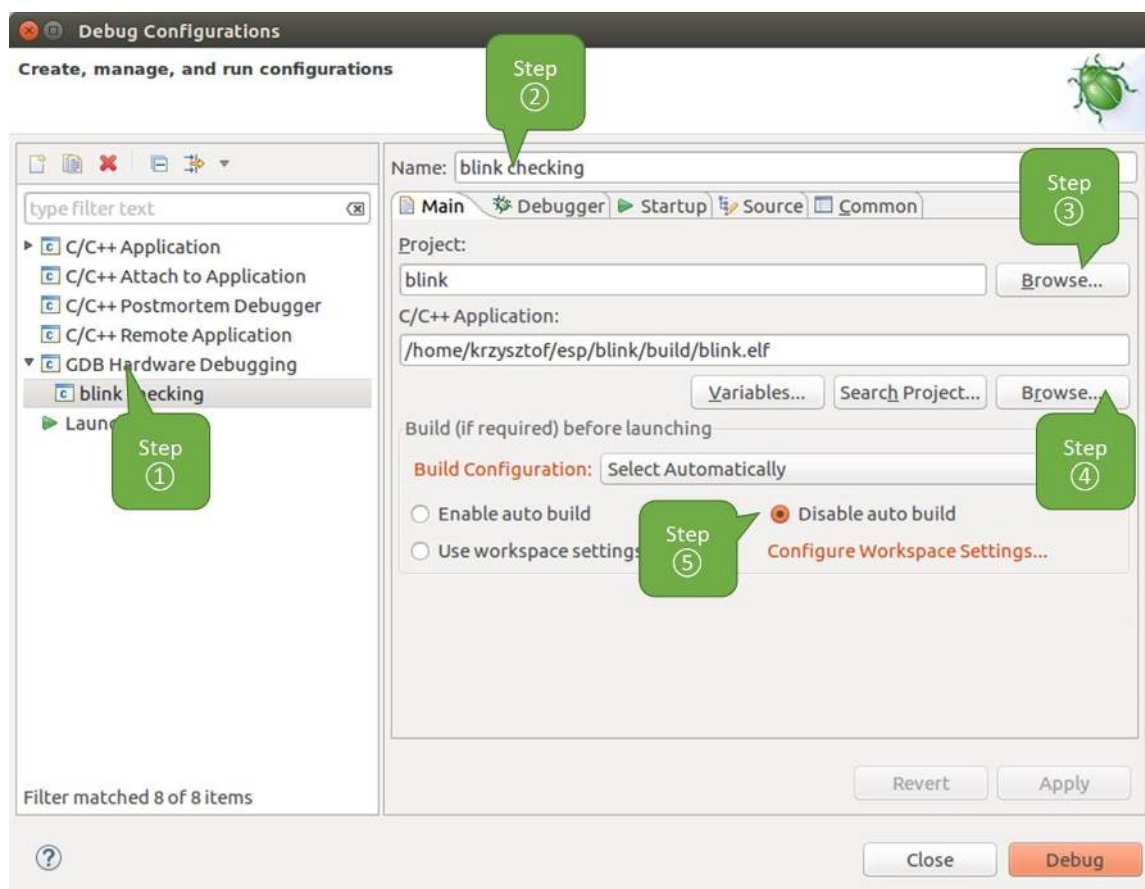 Debug Configurations
Create, manage, and run configurations
Step
②
Name: blink checking
Step
③
type filter text
Main Debugger Startup Source Common
C/C++ Application
C/C++ Attach to Application
C/C++ Postmortem Debugger
C/C++ Remote Application
GDB Hardware Debugging
blink checking
Step
①
Project:
blink Browse...
C/C++ Application:
/home/krzysztof/esp/blink/build/blink.elf
Variables... Search Project... Browse...
Step
④
Build (if required) before launching
Build Configuration: Select Automatically
Enable auto build Disable auto build
Step
⑤
Use workspace settings Configure Workspace Settings...
Revert Apply
Filter matched 8 of 8 items
? Close Debug